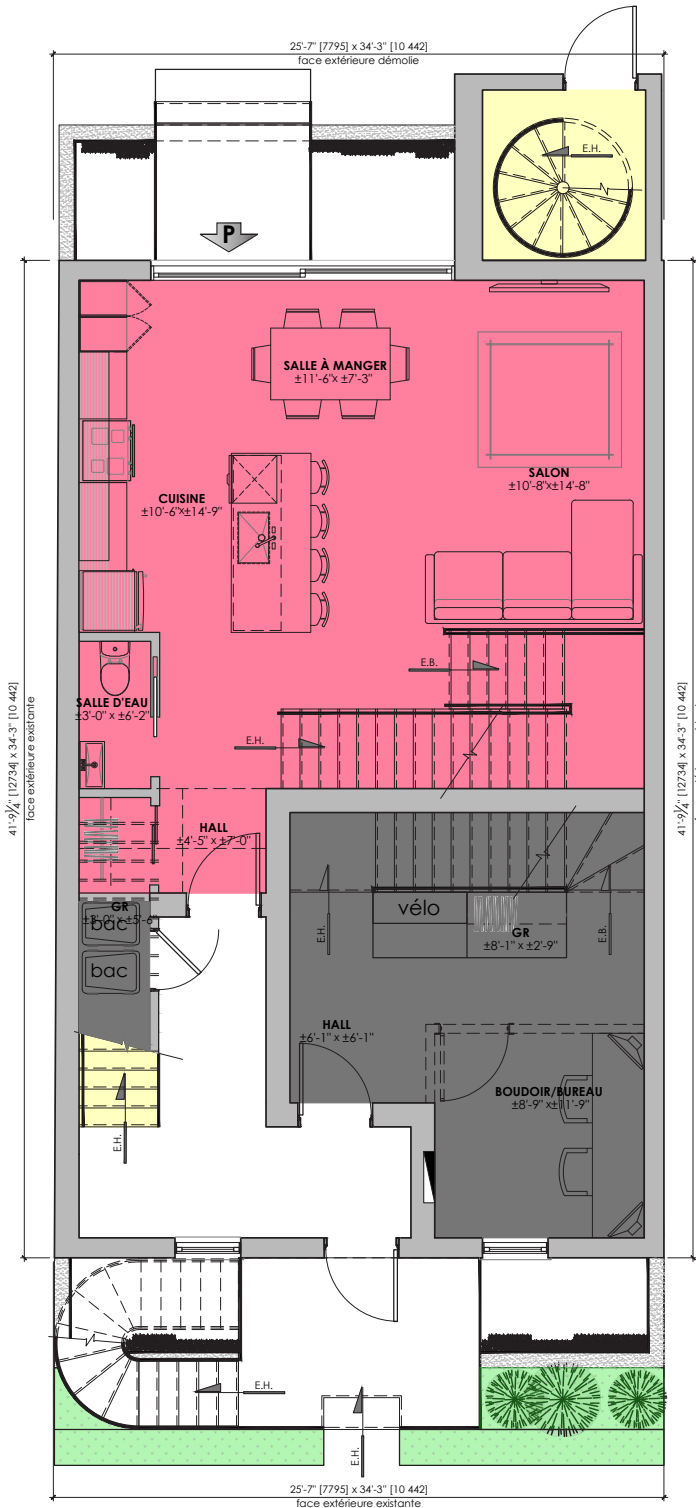 25'-7" [7795] x 34'-3" [10 442]
face extérieure démolie
E.H.
P
SALLE À MANGER
±11'-6"x ±7'-3"
SALON
±10'-8"x±14'-8"
CUISINE
±10'-6"x±14'-9"
E.B.
SALLE D'EAU
±3'-0" x ±6'-2"
E.H.
41'-9¼" [12734] x 34'-3" [10 442]
face extérieure existante
41'-9¼" [12734] x 34'-3" [10 442]
HALL
±4'-5" x ±7'-0"
GR
±3'-0" x ±5'-6"
bac
bac
vélo
GR
±8'-1" x ±2'-9"
E.H.
E.B.
HALL
±6'-1" x ±6'-1"
BOUDOIR/BUREAU
±8'-9" x±11'-9"
E.H.
E.H.
E.H.
25'-7" [7795] x 34'-3" [10 442]
face extérieure existante